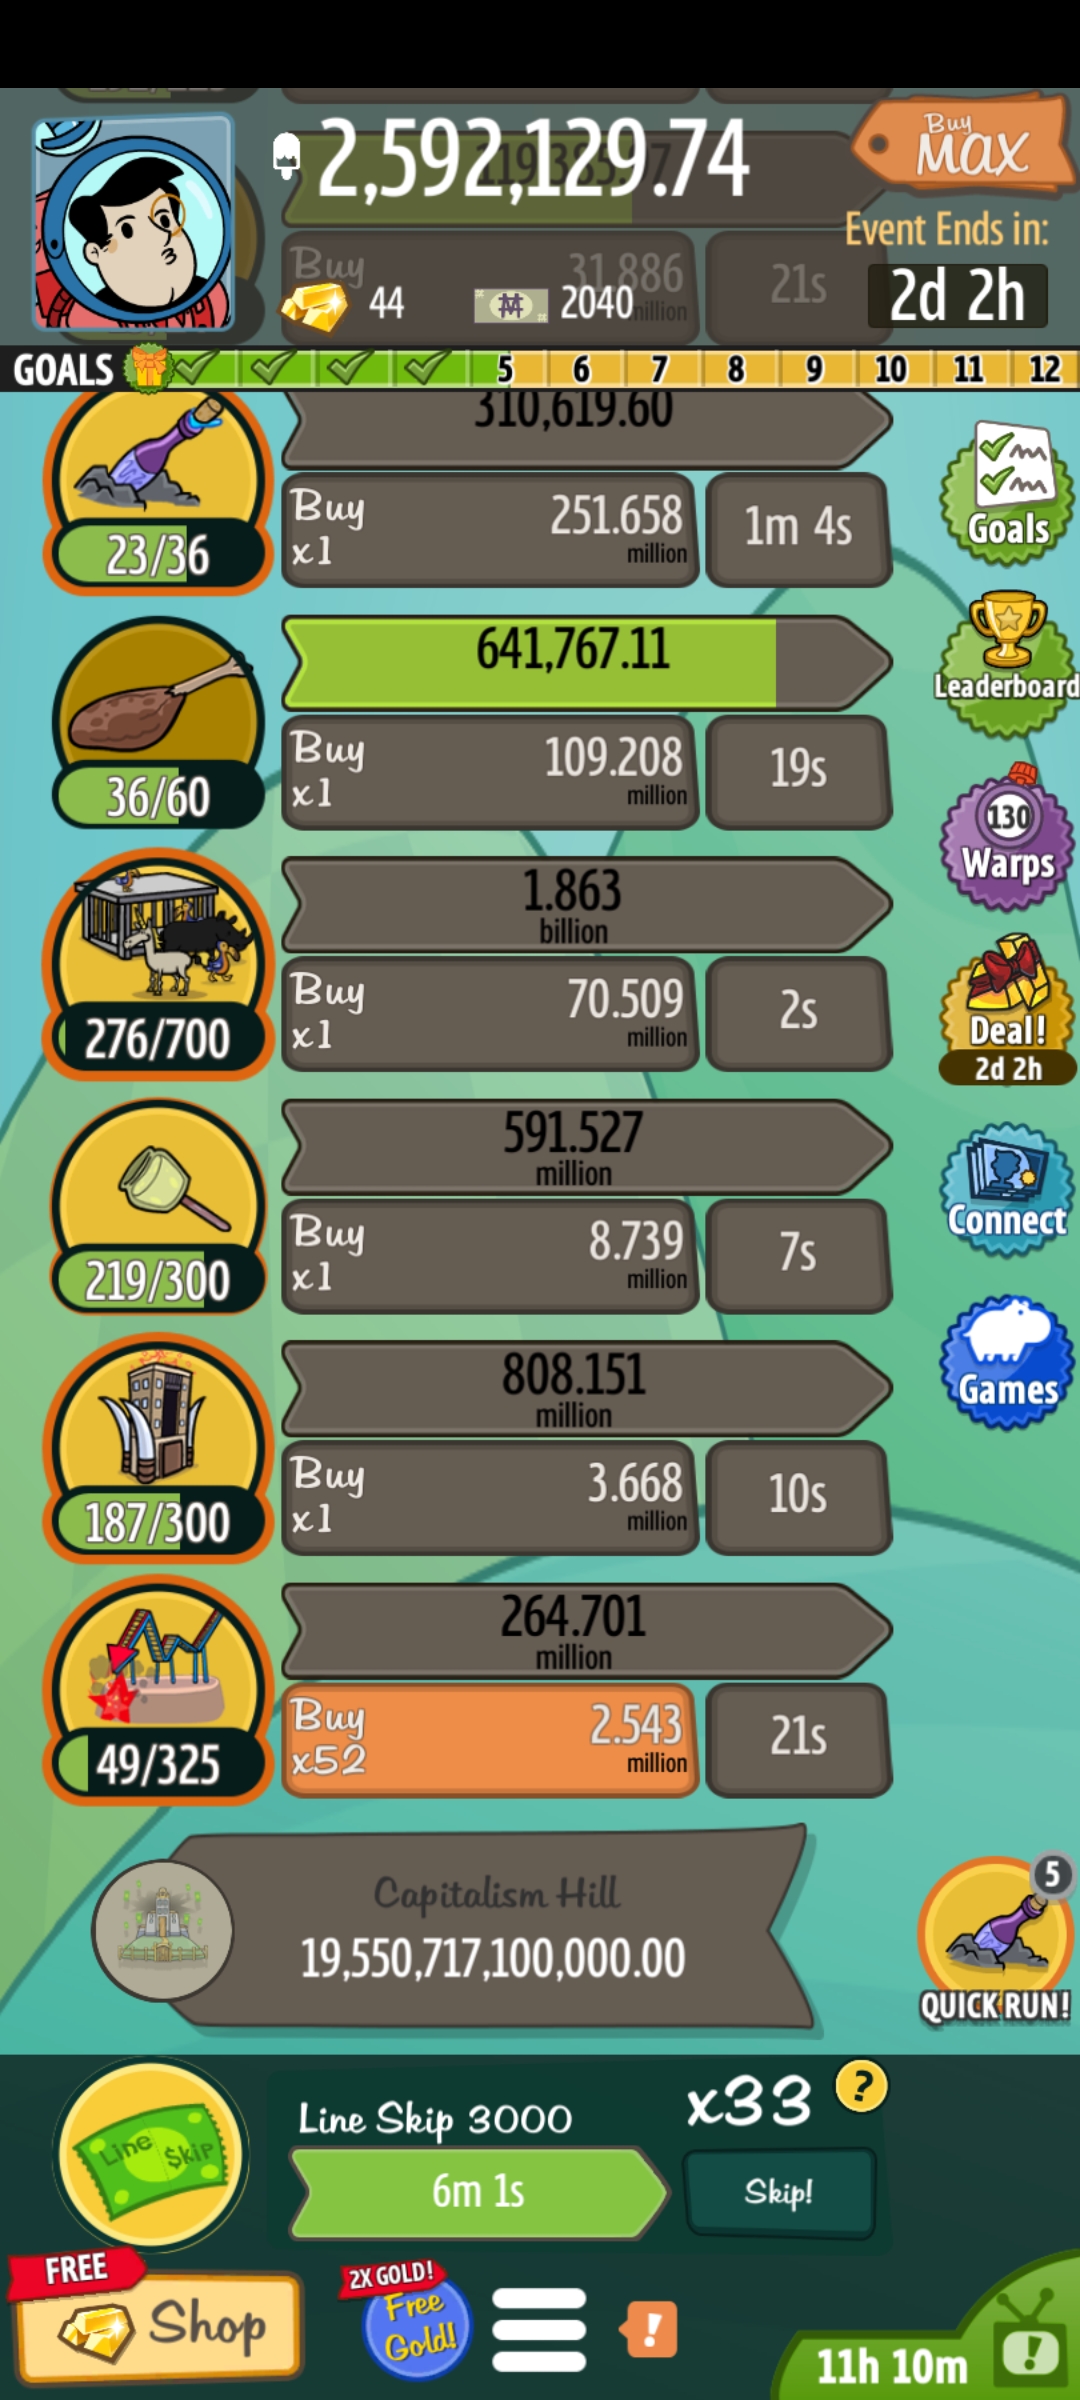 2,592,129.74
Buy
MAX
Event Ends in:
2d 2h
Buy
31.886
million
21s
44
2040
GOALS
5
6
7
8
9
10
11
12
310,619.60
Buy
x1
251.658
million
1m 4s
23/36
Goals
641,767.11
Buy
x1
109.208
million
19s
36/60
Leaderboard
130
Warps
1.863
billion
Buy
x1
70.509
million
2s
276/700
Deal!
2d 2h
591.527
million
Buy
x1
8.739
million
7s
219/300
Connect
808.151
million
Buy
x1
3.668
million
10s
187/300
Games
264.701
million
Buy
x52
2.543
million
21s
49/325
Capitalism Hill
19,550,717,100,000.00
5
QUICK RUN!
Line Skip
Line Skip 3000
x33
?
6m 1s
Skip!
FREE
Shop
2X GOLD!
Free
Gold!
!
11h 10m
!